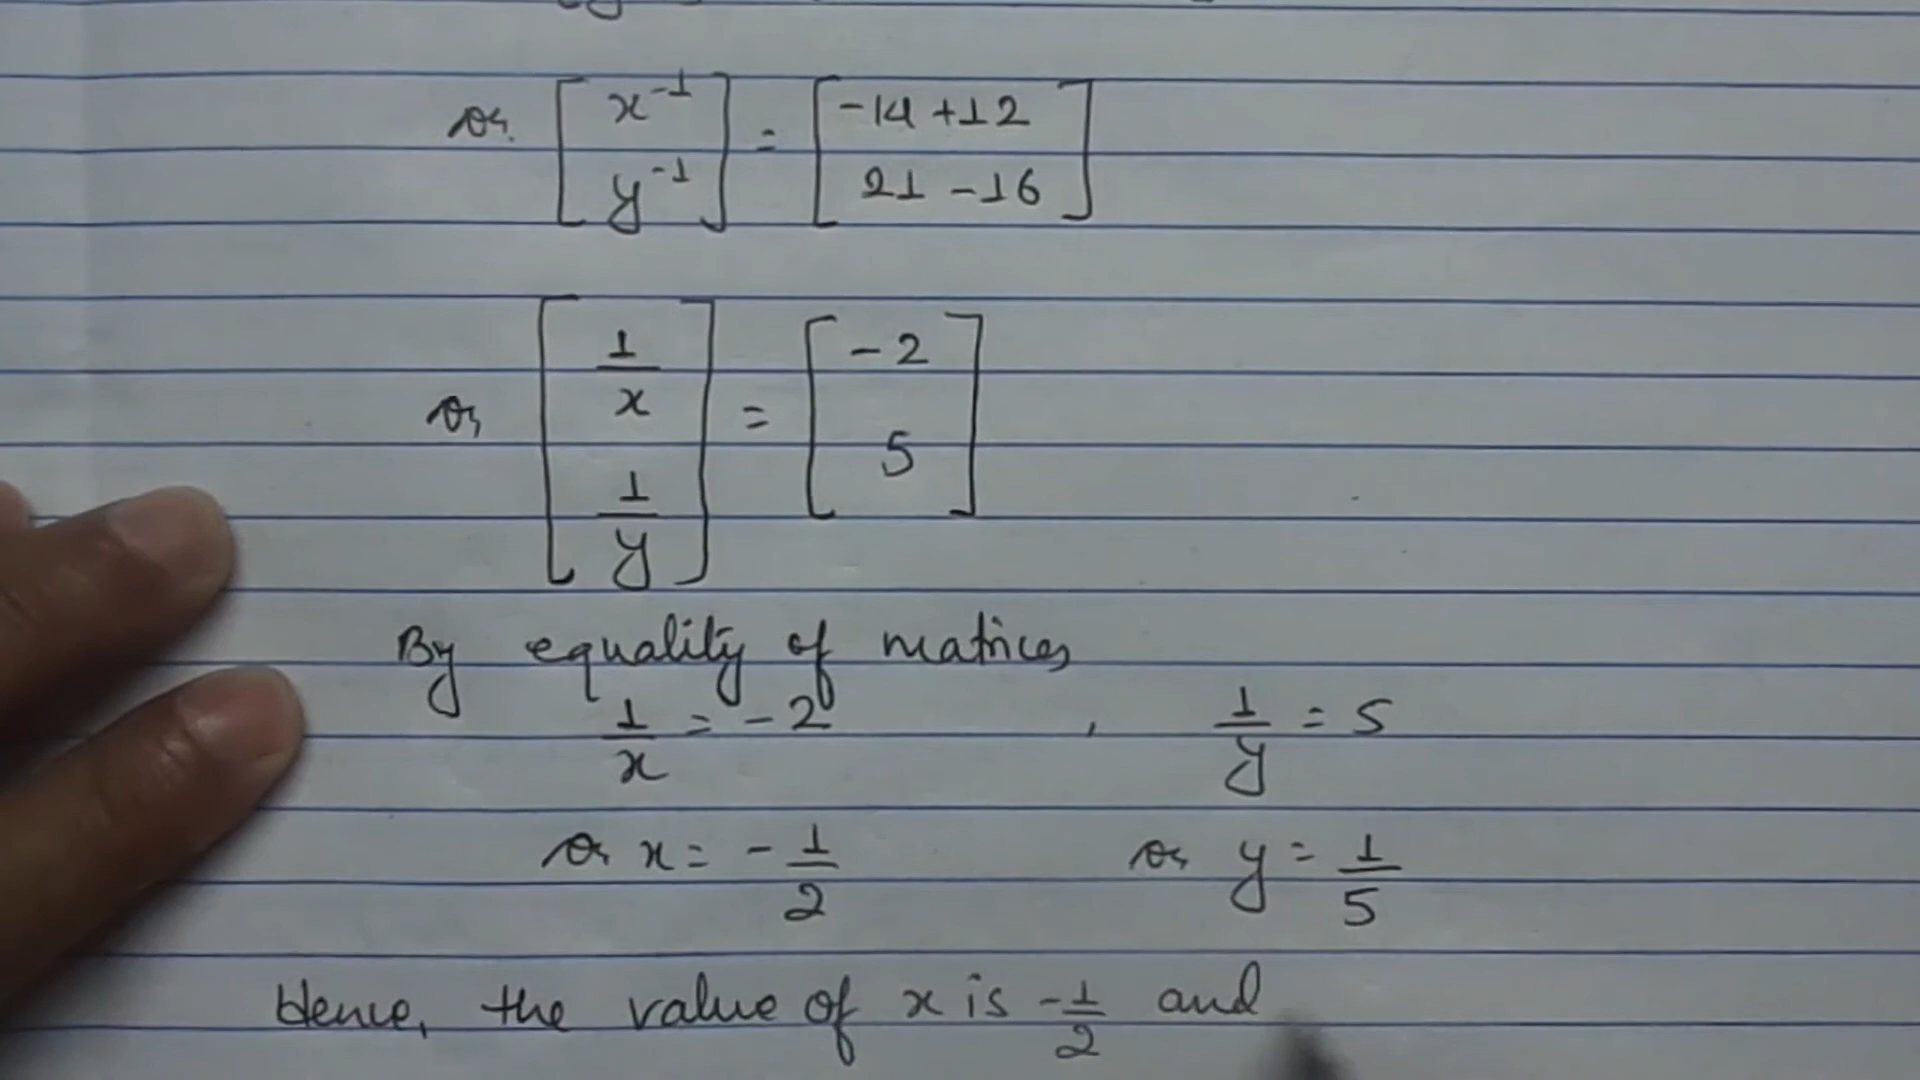 or [ x⁻¹ y⁻¹ ] = [ -14 +12 21 -16 ]
or [ 1/x 1/y ] = [ -2 5 ]
By equality of matrices
1/x = -2 , 1/y = 5
or x = - 1/2 or y = 1/5
Hence, the value of x is -1/2 and